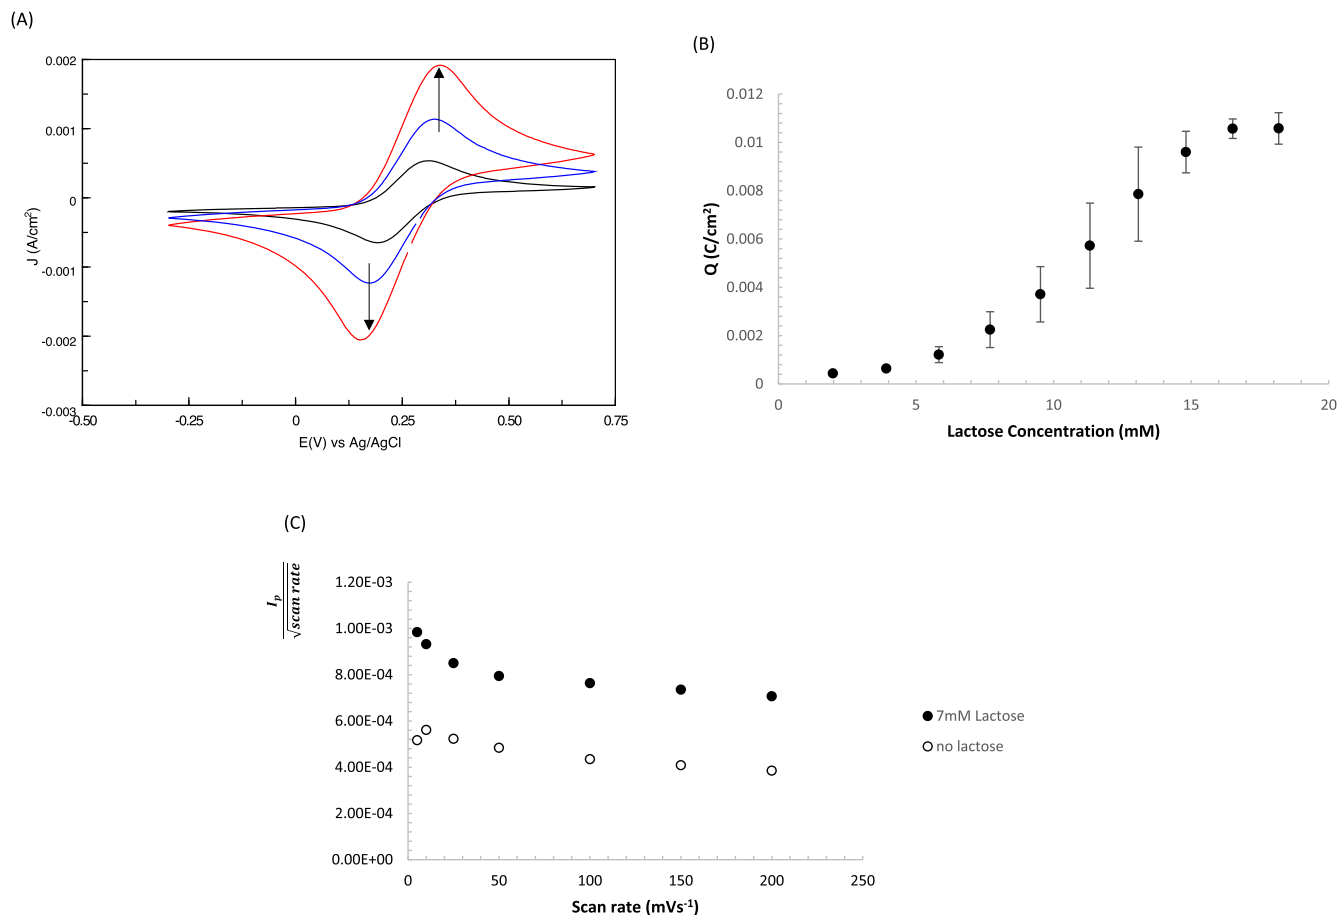 (A)
0.002
0.001
0
-0.001
-0.002
-0.003
J (A/cm²)
-0.50
-0.25
0
0.25
0.50
0.75
E(V) vs Ag/AgCl
(B)
0.012
0.01
0.008
0.006
0.004
0.002
0
Q (C/cm²)
0
5
10
15
20
Lactose Concentration (mM)
(C)
I_p
√scan rate
1.20E-03
1.00E-03
8.00E-04
6.00E-04
4.00E-04
2.00E-04
0.00E+00
0
50
100
150
200
250
Scan rate (mVs⁻¹)
7mM Lactose
no lactose